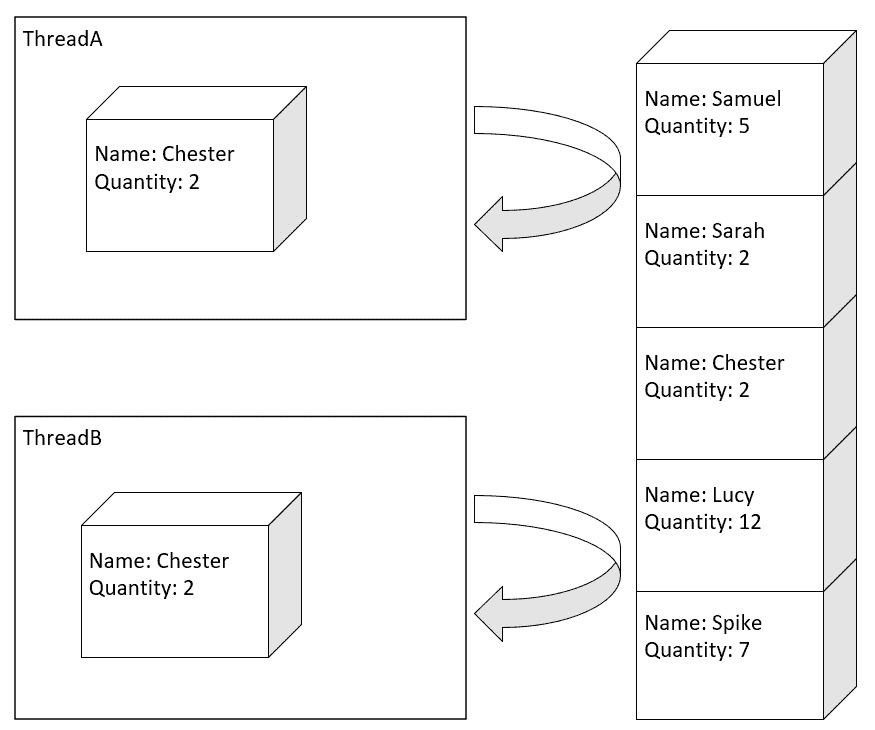 ThreadA
Name: Chester
Quantity: 2
ThreadB
Name: Chester
Quantity: 2
Name: Samuel
Quantity: 5
Name: Sarah
Quantity: 2
Name: Chester
Quantity: 2
Name: Lucy
Quantity: 12
Name: Spike
Quantity: 7